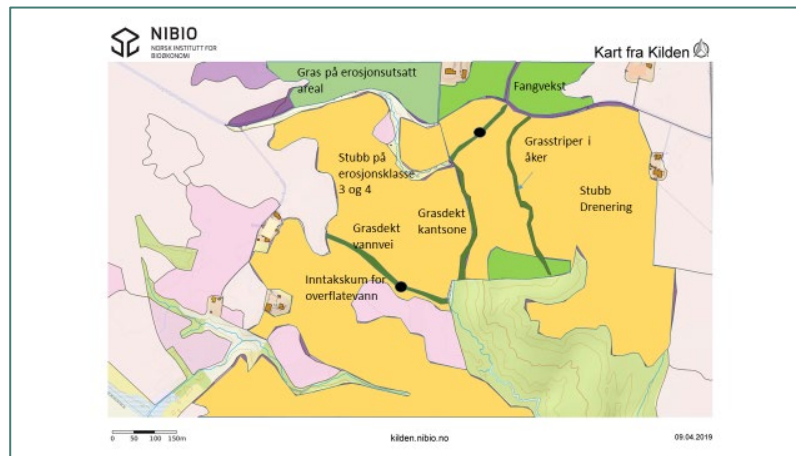 NIBIO
NORSK INSTITUTT FOR
BIOØKONOMI
Kart fra Kilden
Gras på erosjonsutsatt
areal
Fangvekst
Stubb på
erosjonsklasse
3 og 4
Grasstriper i
åker
Stubb
Drenering
Grasdekt
vannvei
Grasdekt
kantsone
Inntakskum for
overflatevann
0 50 100 150m
kilden.nibio.no
09.04.2019